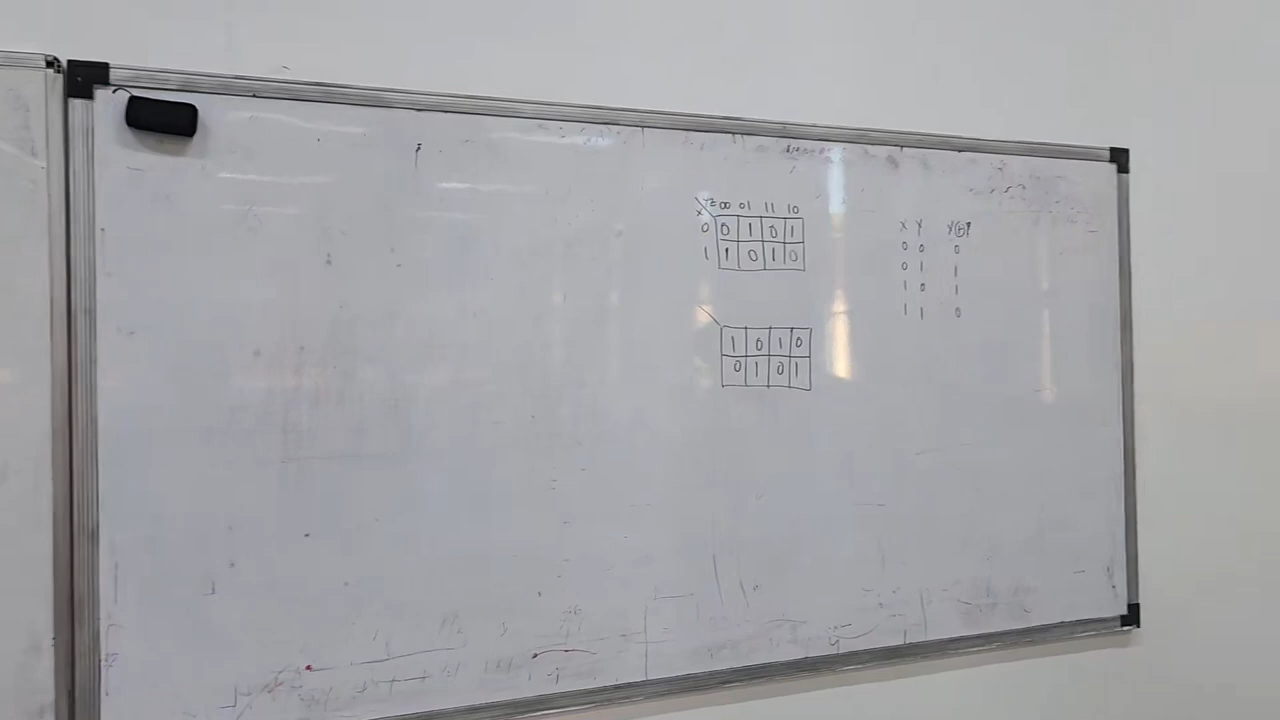 YZ 00 01 11 10
X
0 0 1 0 1
1 1 0 1 0
1 0 1 0
0 1 0 1
X Y X⊕Y
0 0 0
0 1 1
1 0 1
1 1 0